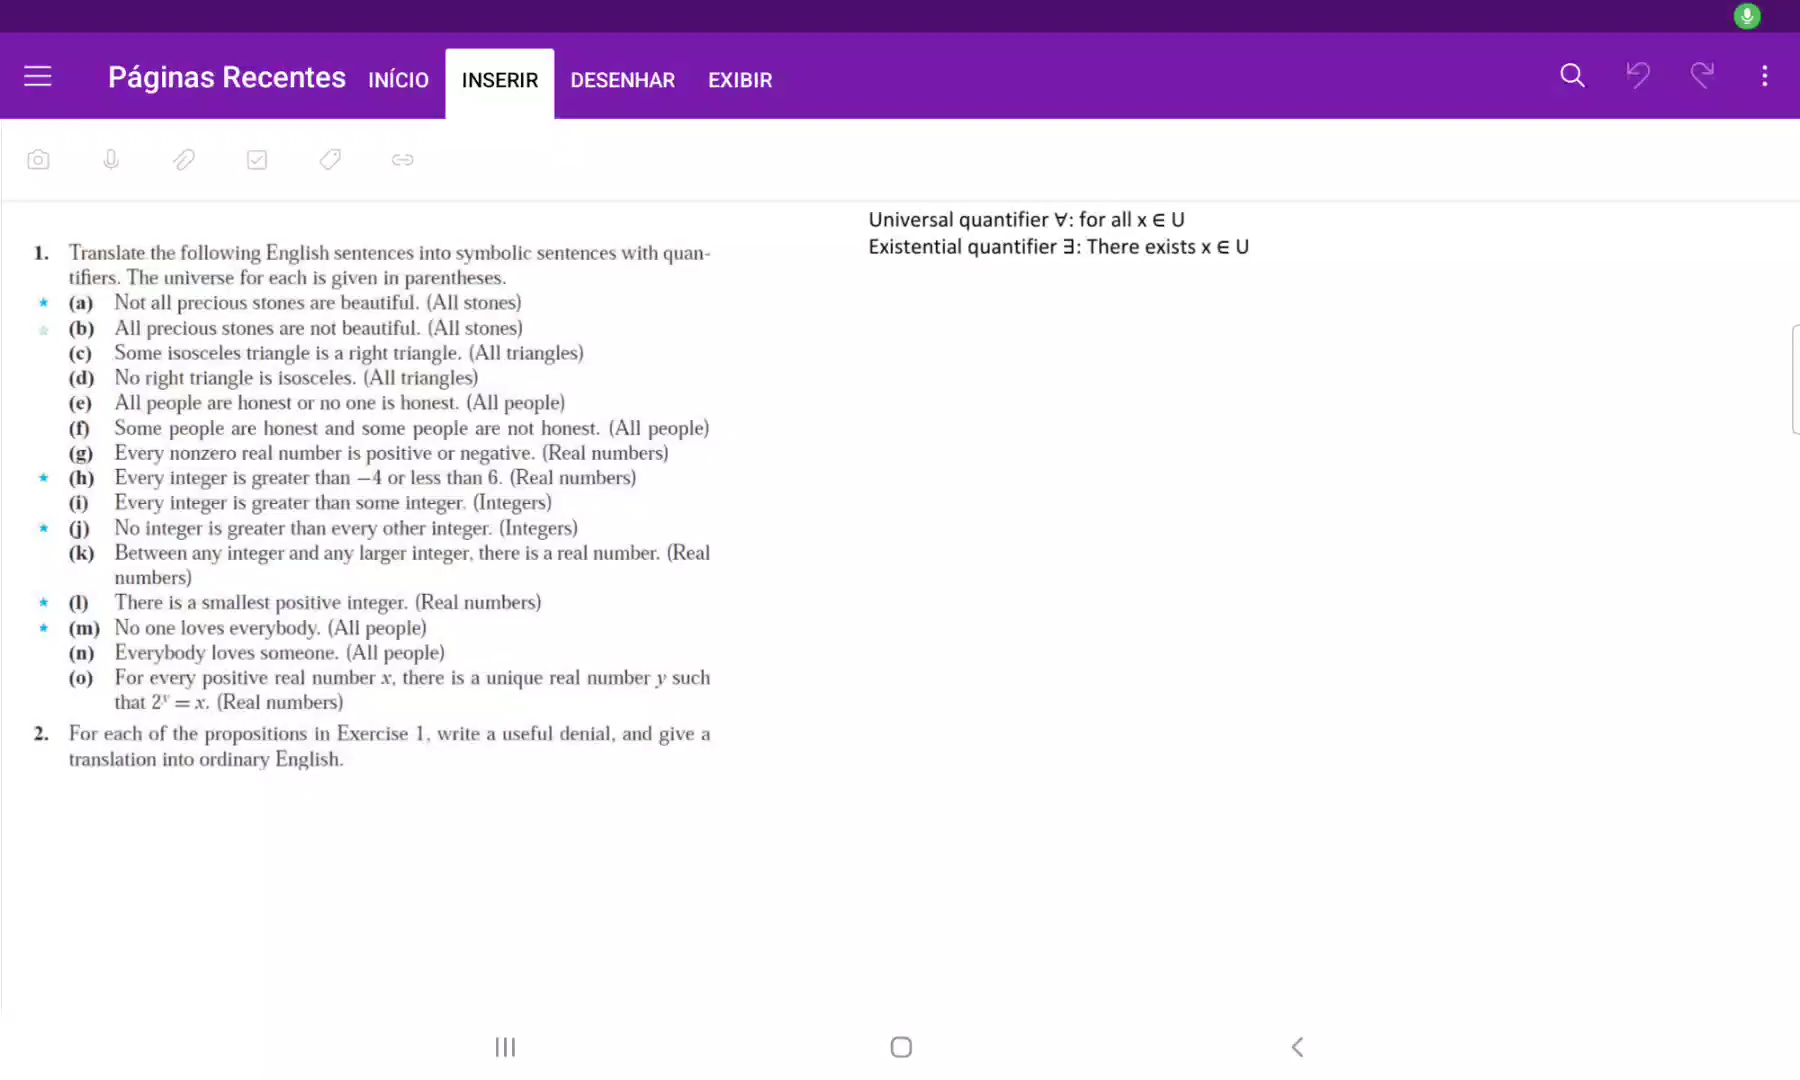 Páginas Recentes INÍCIO INSERIR DESENHAR EXIBIR
Universal quantifier ∀: for all x ∈ U
Existential quantifier ∃: There exists x ∈ U
1. Translate the following English sentences into symbolic sentences with quan-
tifiers. The universe for each is given in parentheses.
★ (a) Not all precious stones are beautiful. (All stones)
☆ (b) All precious stones are not beautiful. (All stones)
(c) Some isosceles triangle is a right triangle. (All triangles)
(d) No right triangle is isosceles. (All triangles)
(e) All people are honest or no one is honest. (All people)
(f) Some people are honest and some people are not honest. (All people)
(g) Every nonzero real number is positive or negative. (Real numbers)
★ (h) Every integer is greater than −4 or less than 6. (Real numbers)
(i) Every integer is greater than some integer. (Integers)
★ (j) No integer is greater than every other integer. (Integers)
(k) Between any integer and any larger integer, there is a real number. (Real
numbers)
★ (l) There is a smallest positive integer. (Real numbers)
★ (m) No one loves everybody. (All people)
(n) Everybody loves someone. (All people)
(o) For every positive real number x, there is a unique real number y such
that 2ʸ = x. (Real numbers)
2. For each of the propositions in Exercise 1, write a useful denial, and give a
translation into ordinary English.